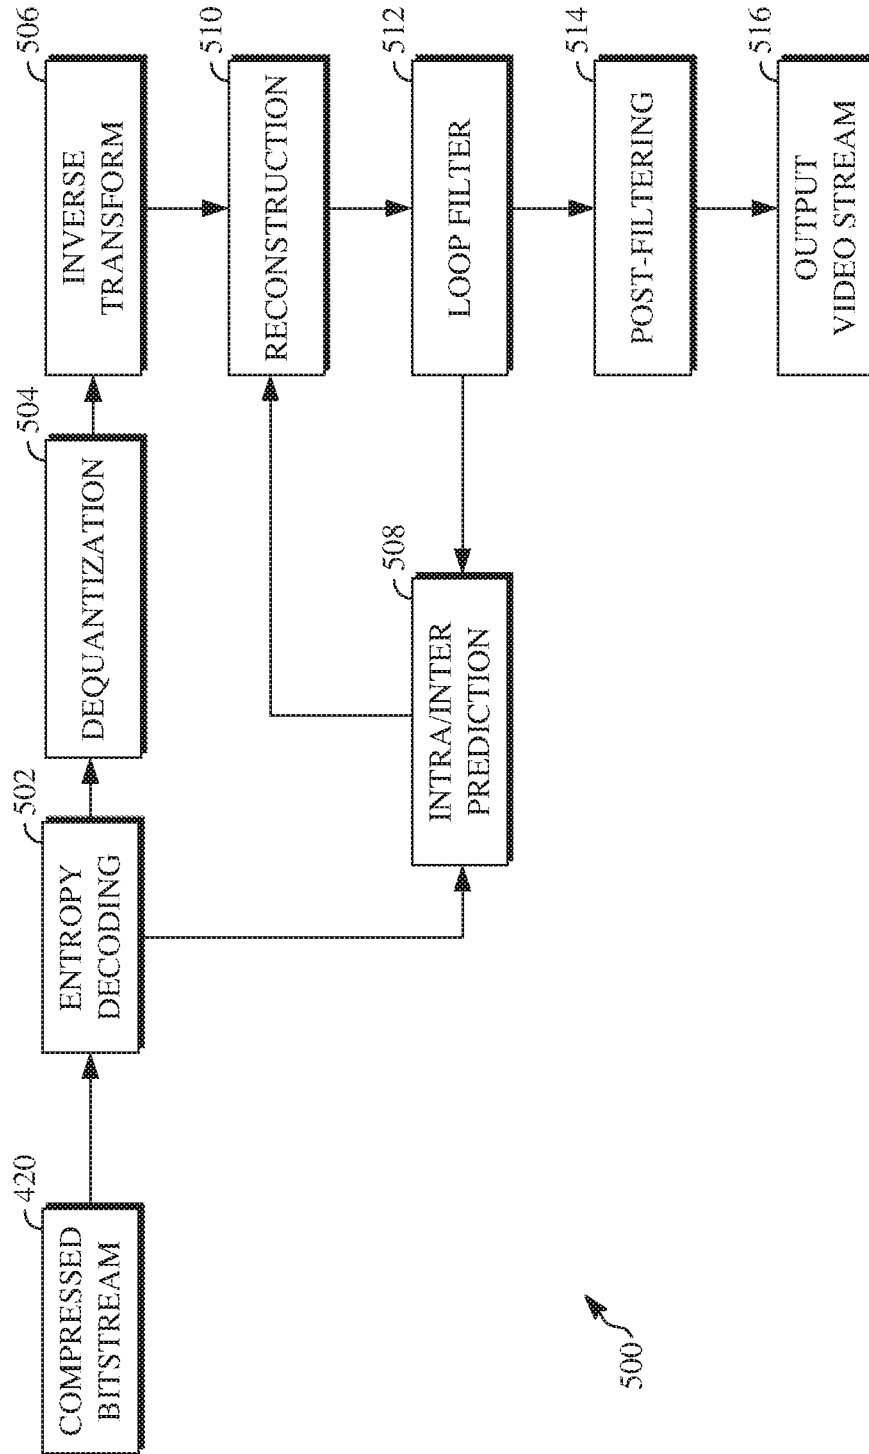 420
COMPRESSED
BITSTREAM
502
ENTROPY
DECODING
504
DEQUANTIZATION
506
INVERSE
TRANSFORM
508
INTRA/INTER
PREDICTION
510
RECONSTRUCTION
512
LOOP FILTER
514
POST-FILTERING
516
OUTPUT
VIDEO STREAM
500